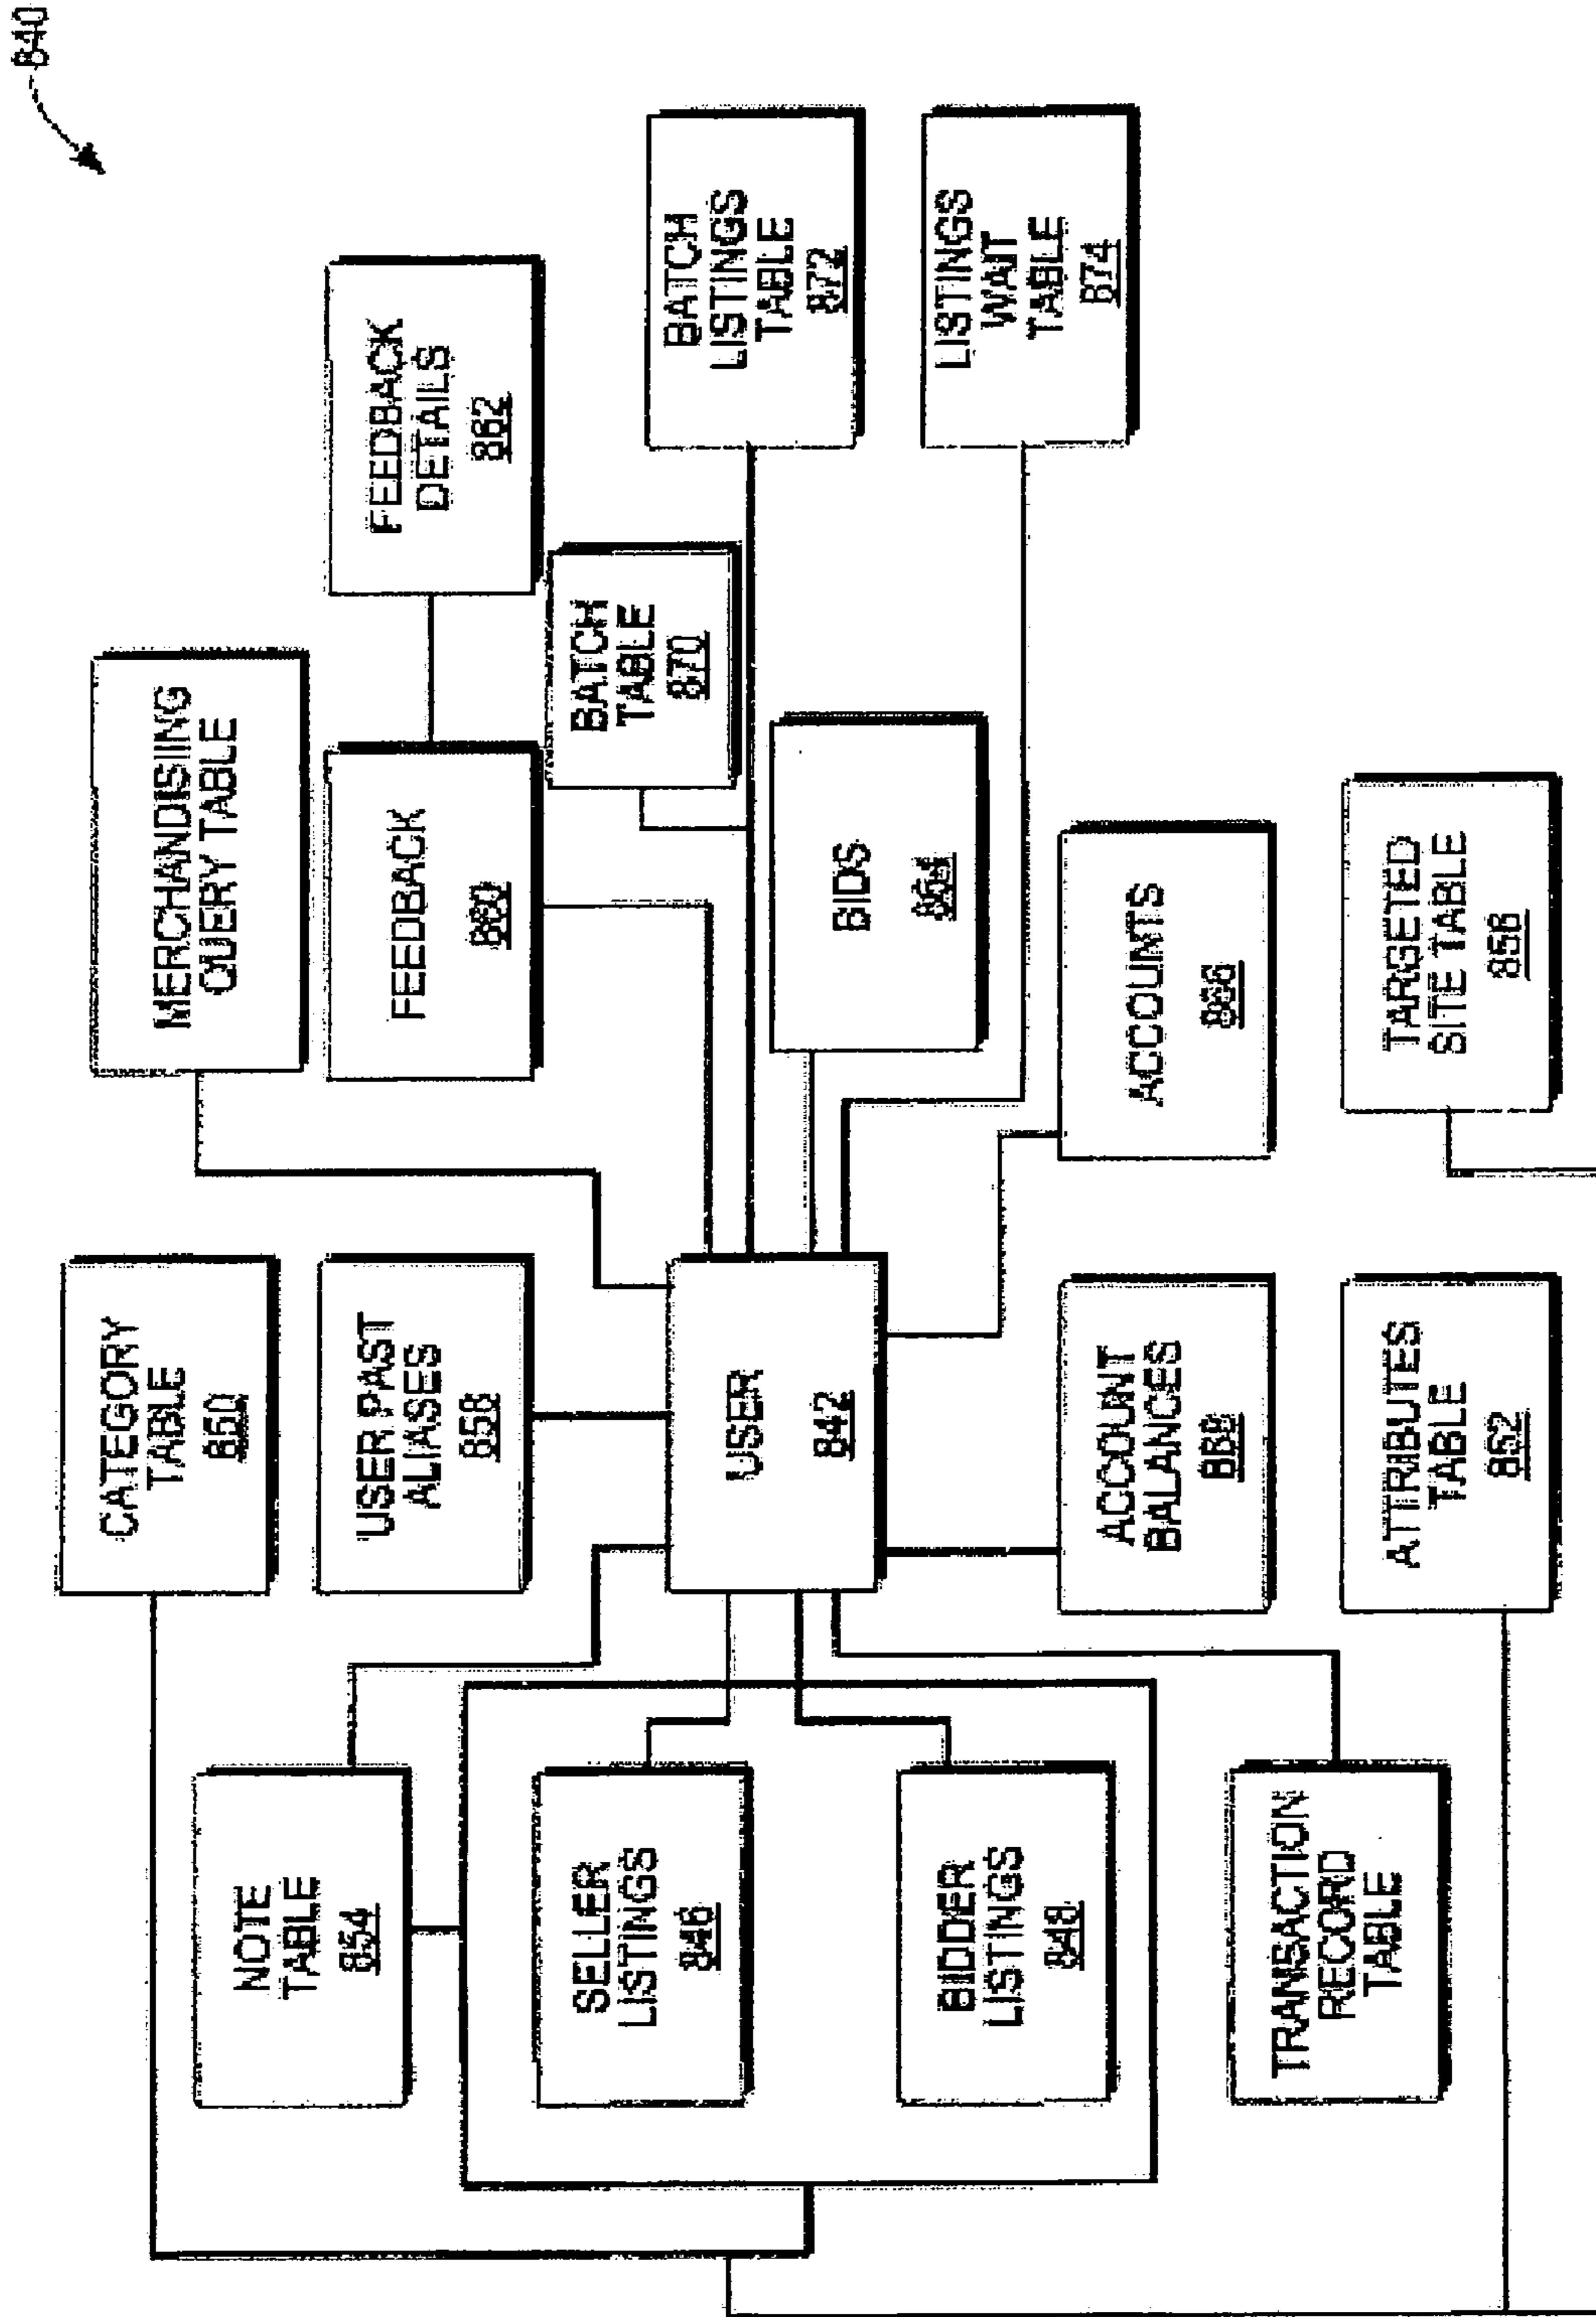 840
CATEGORY
TABLE
850
MERCHANDISIING
QUERY TABLE
NOTE
TABLE
854
USER PAST
ALIASES
858
FEEDBACK
860
FEEDBACK
DETAILS
862
SELLER
LISTINGS
846
BATCH
TABLE
870
USER
842
BATCH
LISTINGS
TABLE
872
BIDS
864
BIDDER
LISTINGS
848
LISTINGS
WAIT
TABLE
874
ACCOUNT
BALANCES
868
ACCOUNTS
866
TRANSACTION
RECORD
TABLE
ATTRIBUTES
TABLE
852
TARGETED
SITE TABLE
856